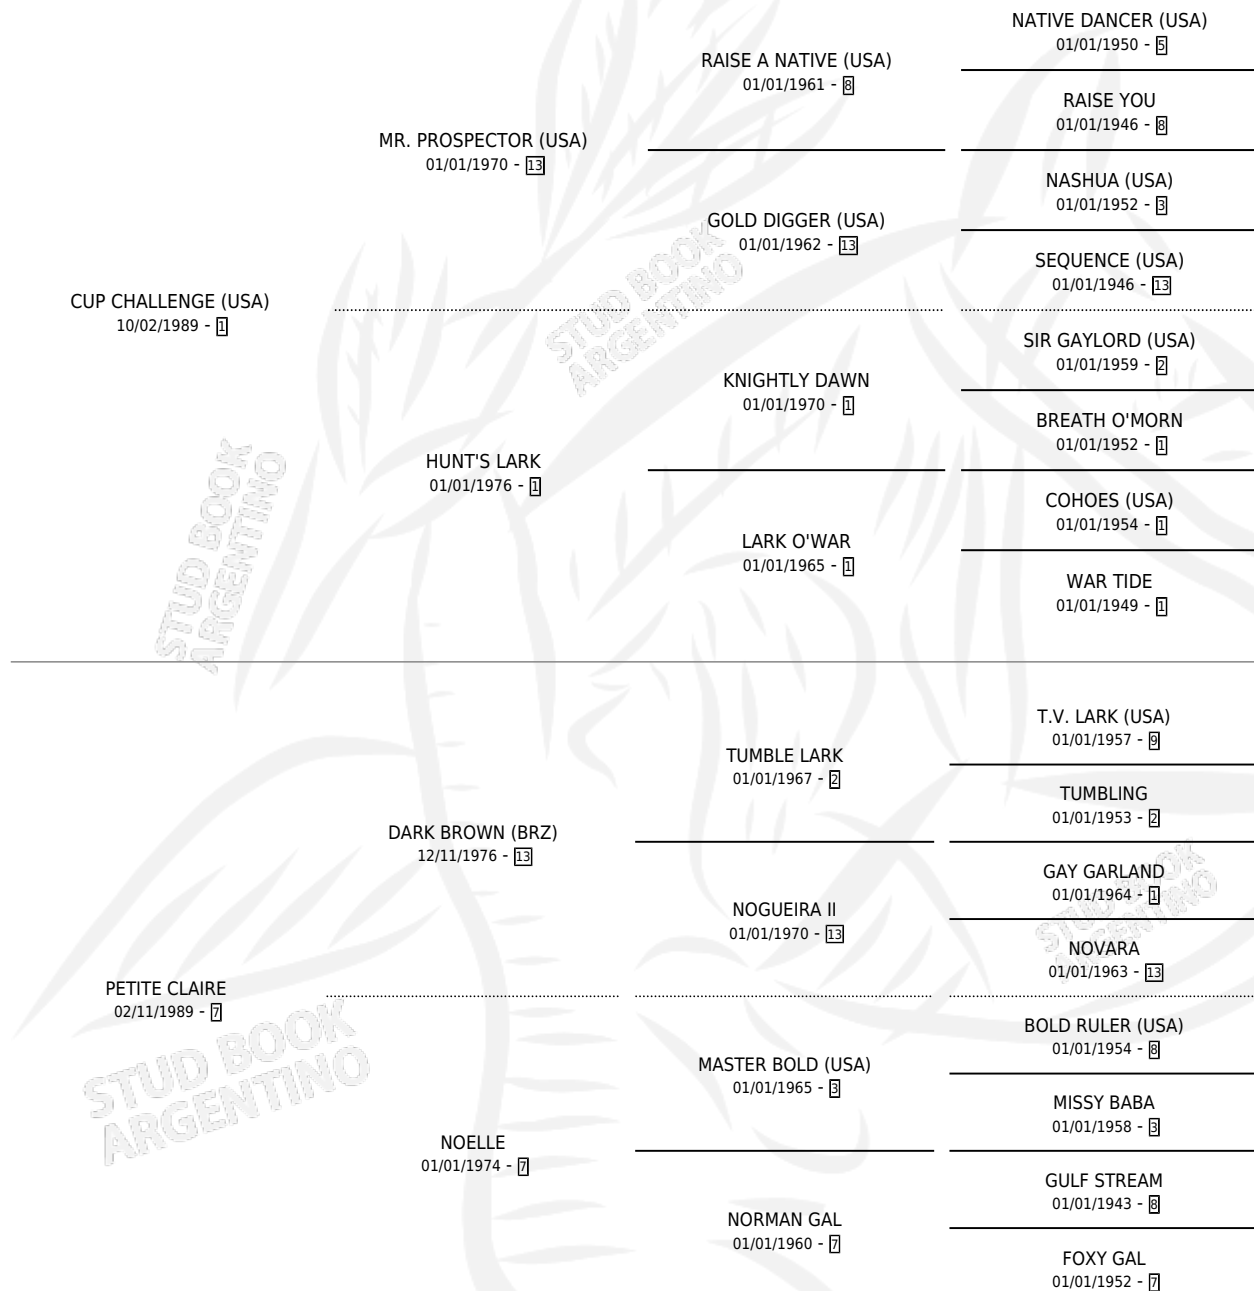 NATIVE DANCER (USA)
01/01/1950 - 5
RAISE A NATIVE (USA)
01/01/1961 - 8
RAISE YOU
01/01/1946 - 8
MR. PROSPECTOR (USA)
01/01/1970 - 13
NASHUA (USA)
01/01/1952 - 3
GOLD DIGGER (USA)
01/01/1962 - 13
SEQUENCE (USA)
01/01/1946 - 13
CUP CHALLENGE (USA)
10/02/1989 - 1
STUD BOOK
ARGENTINO
SIR GAYLORD (USA)
01/01/1959 - 2
KNIGHTLY DAWN
01/01/1970 - 1
BREATH O'MORN
01/01/1952 - 1
HUNT'S LARK
01/01/1976 - 1
COHOES (USA)
01/01/1954 - 1
LARK O'WAR
01/01/1965 - 1
WAR TIDE
01/01/1949 - 1
STUD BOOK
ARGENTINO
T.V. LARK (USA)
01/01/1957 - 9
TUMBLE LARK
01/01/1967 - 2
TUMBLING
01/01/1953 - 2
DARK BROWN (BRZ)
12/11/1976 - 13
GAY GARLAND
01/01/1964 - 1
NOGUEIRA II
01/01/1970 - 13
NOVARA
01/01/1963 - 13
STUD BOOK
ARGENTINO
PETITE CLAIRE
02/11/1989 - 7
STUD BOOK
ARGENTINO
BOLD RULER (USA)
01/01/1954 - 8
MASTER BOLD (USA)
01/01/1965 - 3
MISSY BABA
01/01/1958 - 3
NOELLE
01/01/1974 - 7
GULF STREAM
01/01/1943 - 8
NORMAN GAL
01/01/1960 - 7
FOXY GAL
01/01/1952 - 7